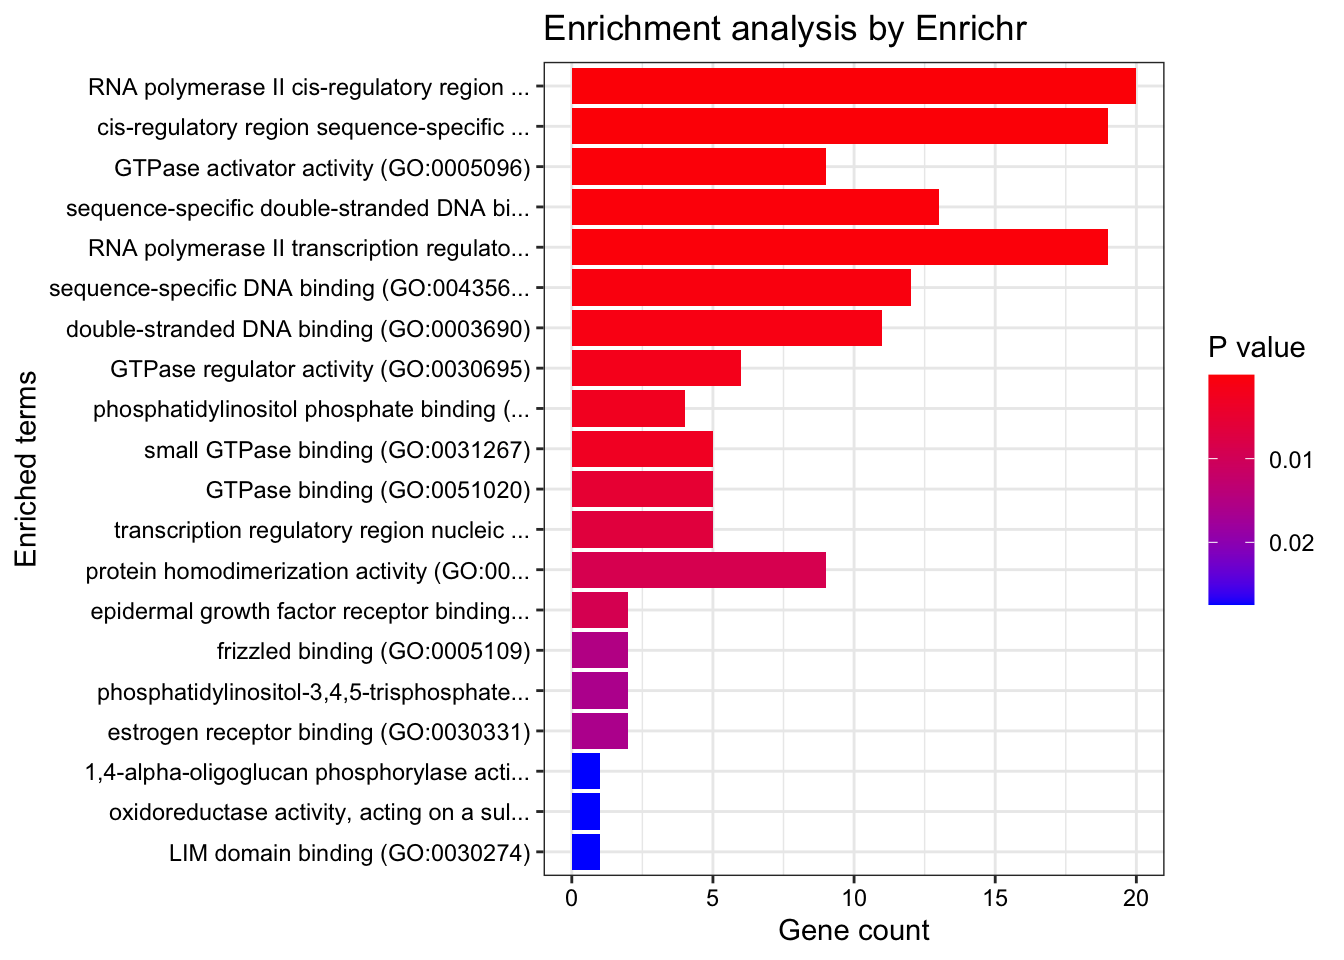 Enrichment analysis by Enrichr
Enriched terms
RNA polymerase II cis-regulatory region ...
cis-regulatory region sequence-specific ...
GTPase activator activity (GO:0005096)
sequence-specific double-stranded DNA bi...
RNA polymerase II transcription regulato...
sequence-specific DNA binding (GO:004356...
double-stranded DNA binding (GO:0003690)
GTPase regulator activity (GO:0030695)
phosphatidylinositol phosphate binding (...
small GTPase binding (GO:0031267)
GTPase binding (GO:0051020)
transcription regulatory region nucleic ...
protein homodimerization activity (GO:00...
epidermal growth factor receptor binding...
frizzled binding (GO:0005109)
phosphatidylinositol-3,4,5-trisphosphate...
estrogen receptor binding (GO:0030331)
1,4-alpha-oligoglucan phosphorylase acti...
oxidoreductase activity, acting on a sul...
LIM domain binding (GO:0030274)
0 5 10 15 20
Gene count
P value
0.01
0.02